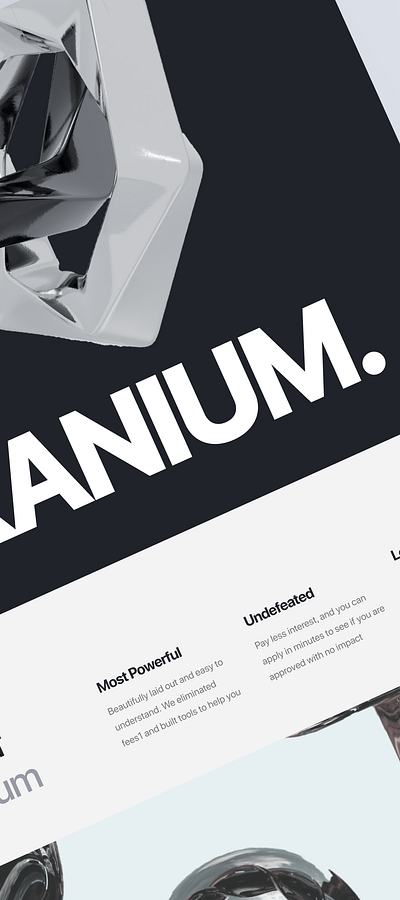 RANIUM.
Most Powerful
Beautifully laid out and easy to
understand. We eliminated
fees1 and built tools to help you
Undefeated
Pay less interest, and you can
apply in minutes to see if you are
approved with no impact
um